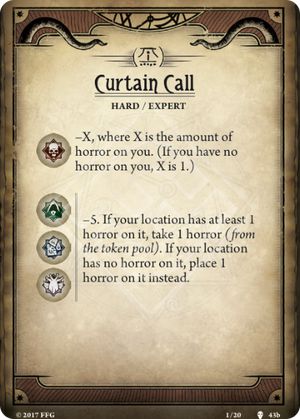 Curtain Call
HARD / EXPERT
–X, where X is the amount of
horror on you. (If you have no
horror on you, X is 1.)
–5. If your location has at least 1
horror on it, take 1 horror (from
the token pool). If your location
has no horror on it, place 1
horror on it instead.
© 2017 FFG
1/20
43b